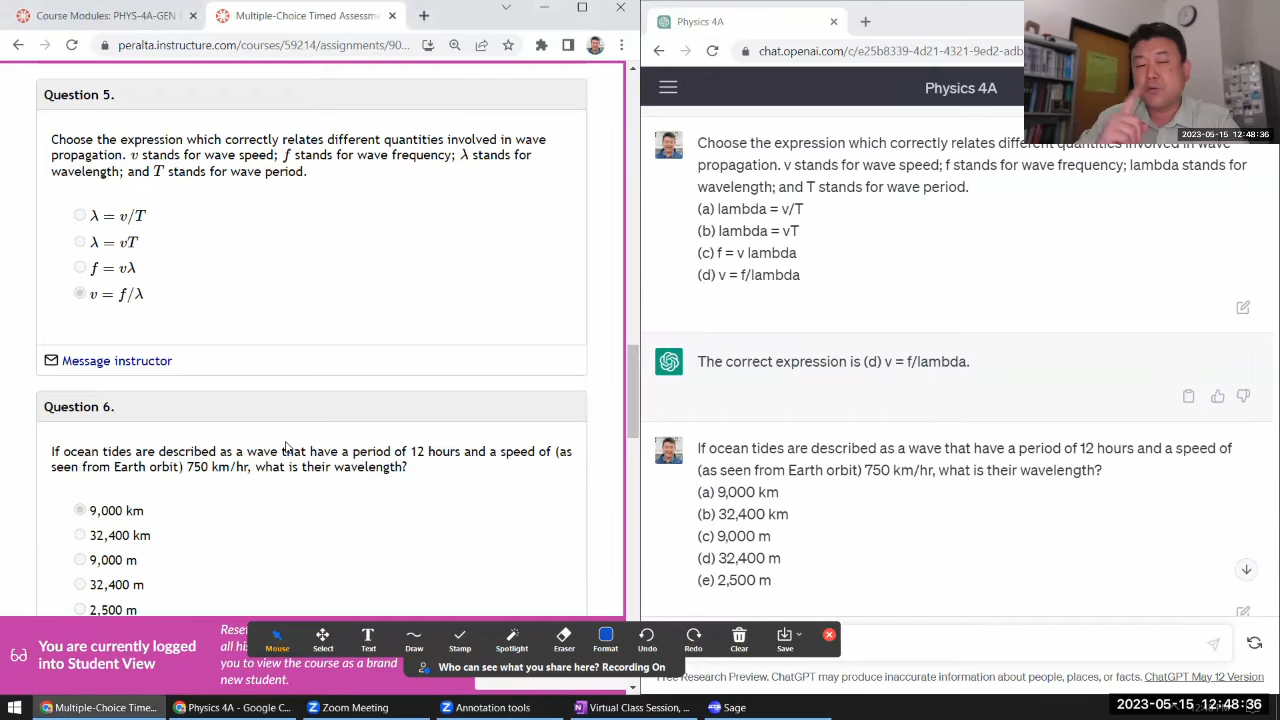 Course Modules: PHYS-4A-GEN
Multiple-Choice Timed Assessm
peralta.instructure.com/courses/59214/assignments/90...
Question 5.
Choose the expression which correctly relates different quantities involved in wave
propagation. v stands for wave speed; f stands for wave frequency; λ stands for
wavelength; and T stands for wave period.
λ = v/T
λ = vT
f = vλ
v = f/λ
Message instructor
Question 6.
If ocean tides are described as a wave that have a period of 12 hours and a speed of (as
seen from Earth orbit) 750 km/hr, what is their wavelength?
9,000 km
32,400 km
9,000 m
32,400 m
2,500 m
You are currently logged
into Student View
Rese
all his
you to view the course as a brand
new student.
Physics 4A
chat.openai.com/c/e25b8339-4d21-4321-9ed2-adb
Physics 4A
2023-05-15 12:48:36
Choose the expression which correctly relates different quantities involved in wave
propagation. v stands for wave speed; f stands for wave frequency; lambda stands for
wavelength; and T stands for wave period.
(a) lambda = v/T
(b) lambda = vT
(c) f = v lambda
(d) v = f/lambda
The correct expression is (d) v = f/lambda.
If ocean tides are described as a wave that have a period of 12 hours and a speed of
(as seen from Earth orbit) 750 km/hr, what is their wavelength?
(a) 9,000 km
(b) 32,400 km
(c) 9,000 m
(d) 32,400 m
(e) 2,500 m
Mouse
Select
Text
Draw
Stamp
Spotlight
Eraser
Format
Undo
Redo
Clear
Save
Who can see what you share here? Recording On
Free Research Preview. ChatGPT may produce inaccurate information about people, places, or facts. ChatGPT May 12 Version
Multiple-Choice Time...
Physics 4A - Google C...
Zoom Meeting
Annotation tools
Virtual Class Session, ...
Sage
2023-05-15 12:48:36